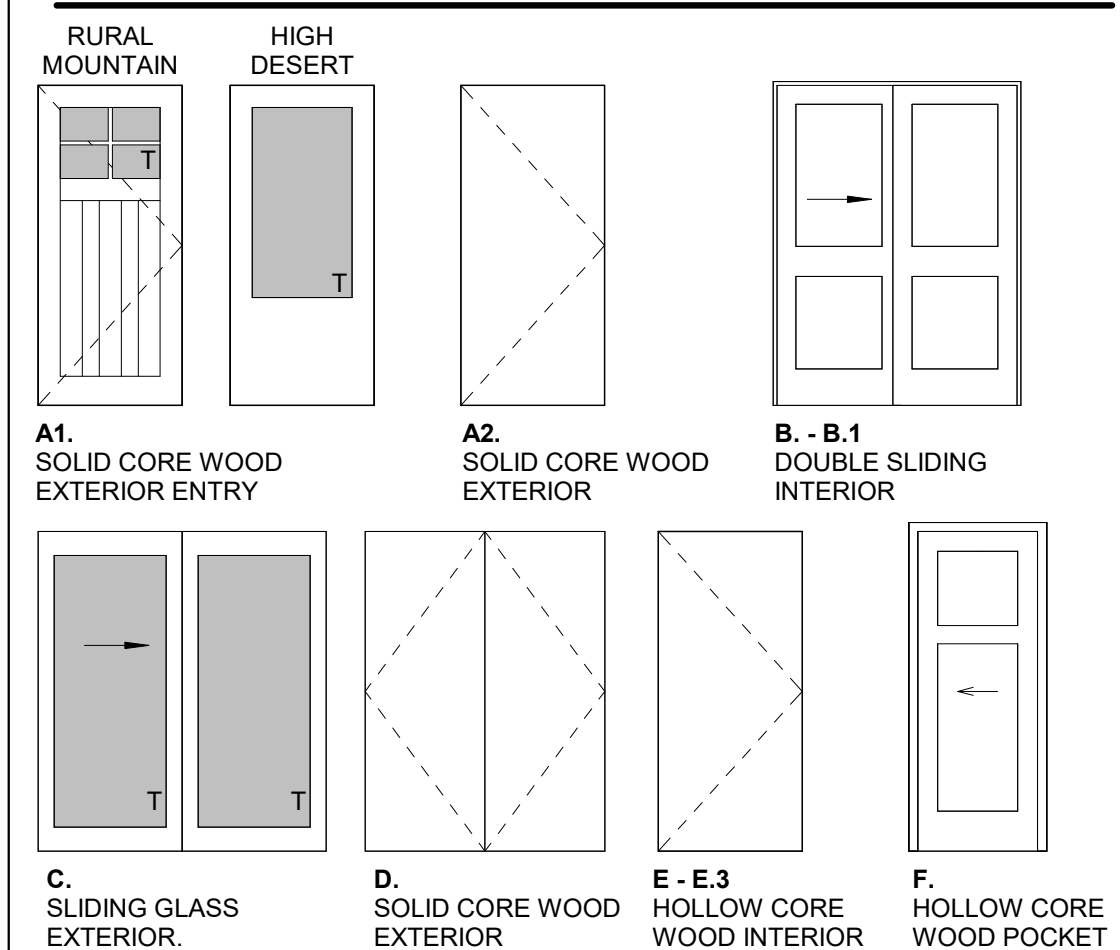 RURAL
MOUNTAIN
HIGH
DESERT
T
T
A1.
SOLID CORE WOOD
EXTERIOR ENTRY
A2.
SOLID CORE WOOD
EXTERIOR
B. - B.1
DOUBLE SLIDING
INTERIOR
T
T
C.
SLIDING GLASS
EXTERIOR.
D.
SOLID CORE WOOD
EXTERIOR
E - E.3
HOLLOW CORE
WOOD INTERIOR
F.
HOLLOW CORE
WOOD POCKET